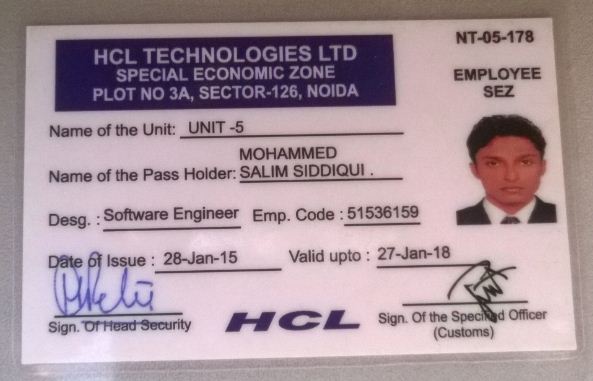 HCL TECHNOLOGIES LTD
SPECIAL ECONOMIC ZONE
PLOT NO 3A, SECTOR-126, NOIDA
NT-05-178
EMPLOYEE
SEZ
Name of the Unit: UNIT -5
MOHAMMED
Name of the Pass Holder: SALIM SIDDIQUI .
Desg. : Software Engineer Emp. Code : 51536159
Date of Issue : 28-Jan-15 Valid upto : 27-Jan-18
Sign. Of Head Security
HCL
Sign. Of the Specified Officer
(Customs)